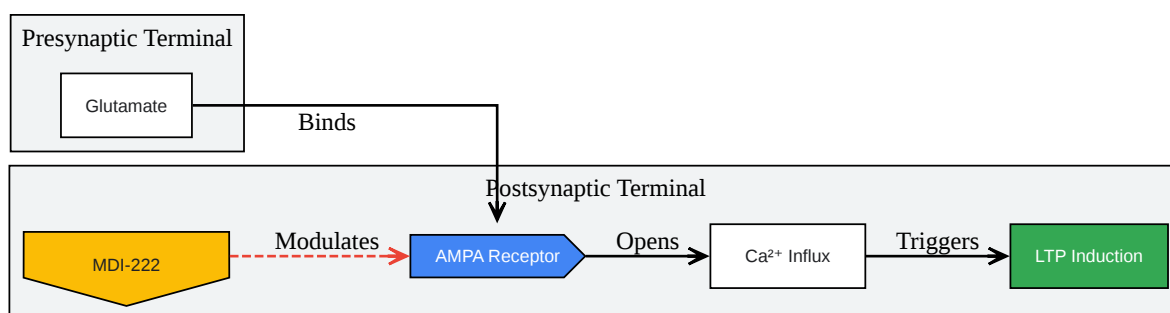 Presynaptic Terminal
Glutamate
Binds
Postsynaptic Terminal
MDI-222
Modulates
AMPA Receptor
Opens
Ca²⁺ Influx
Triggers
LTP Induction